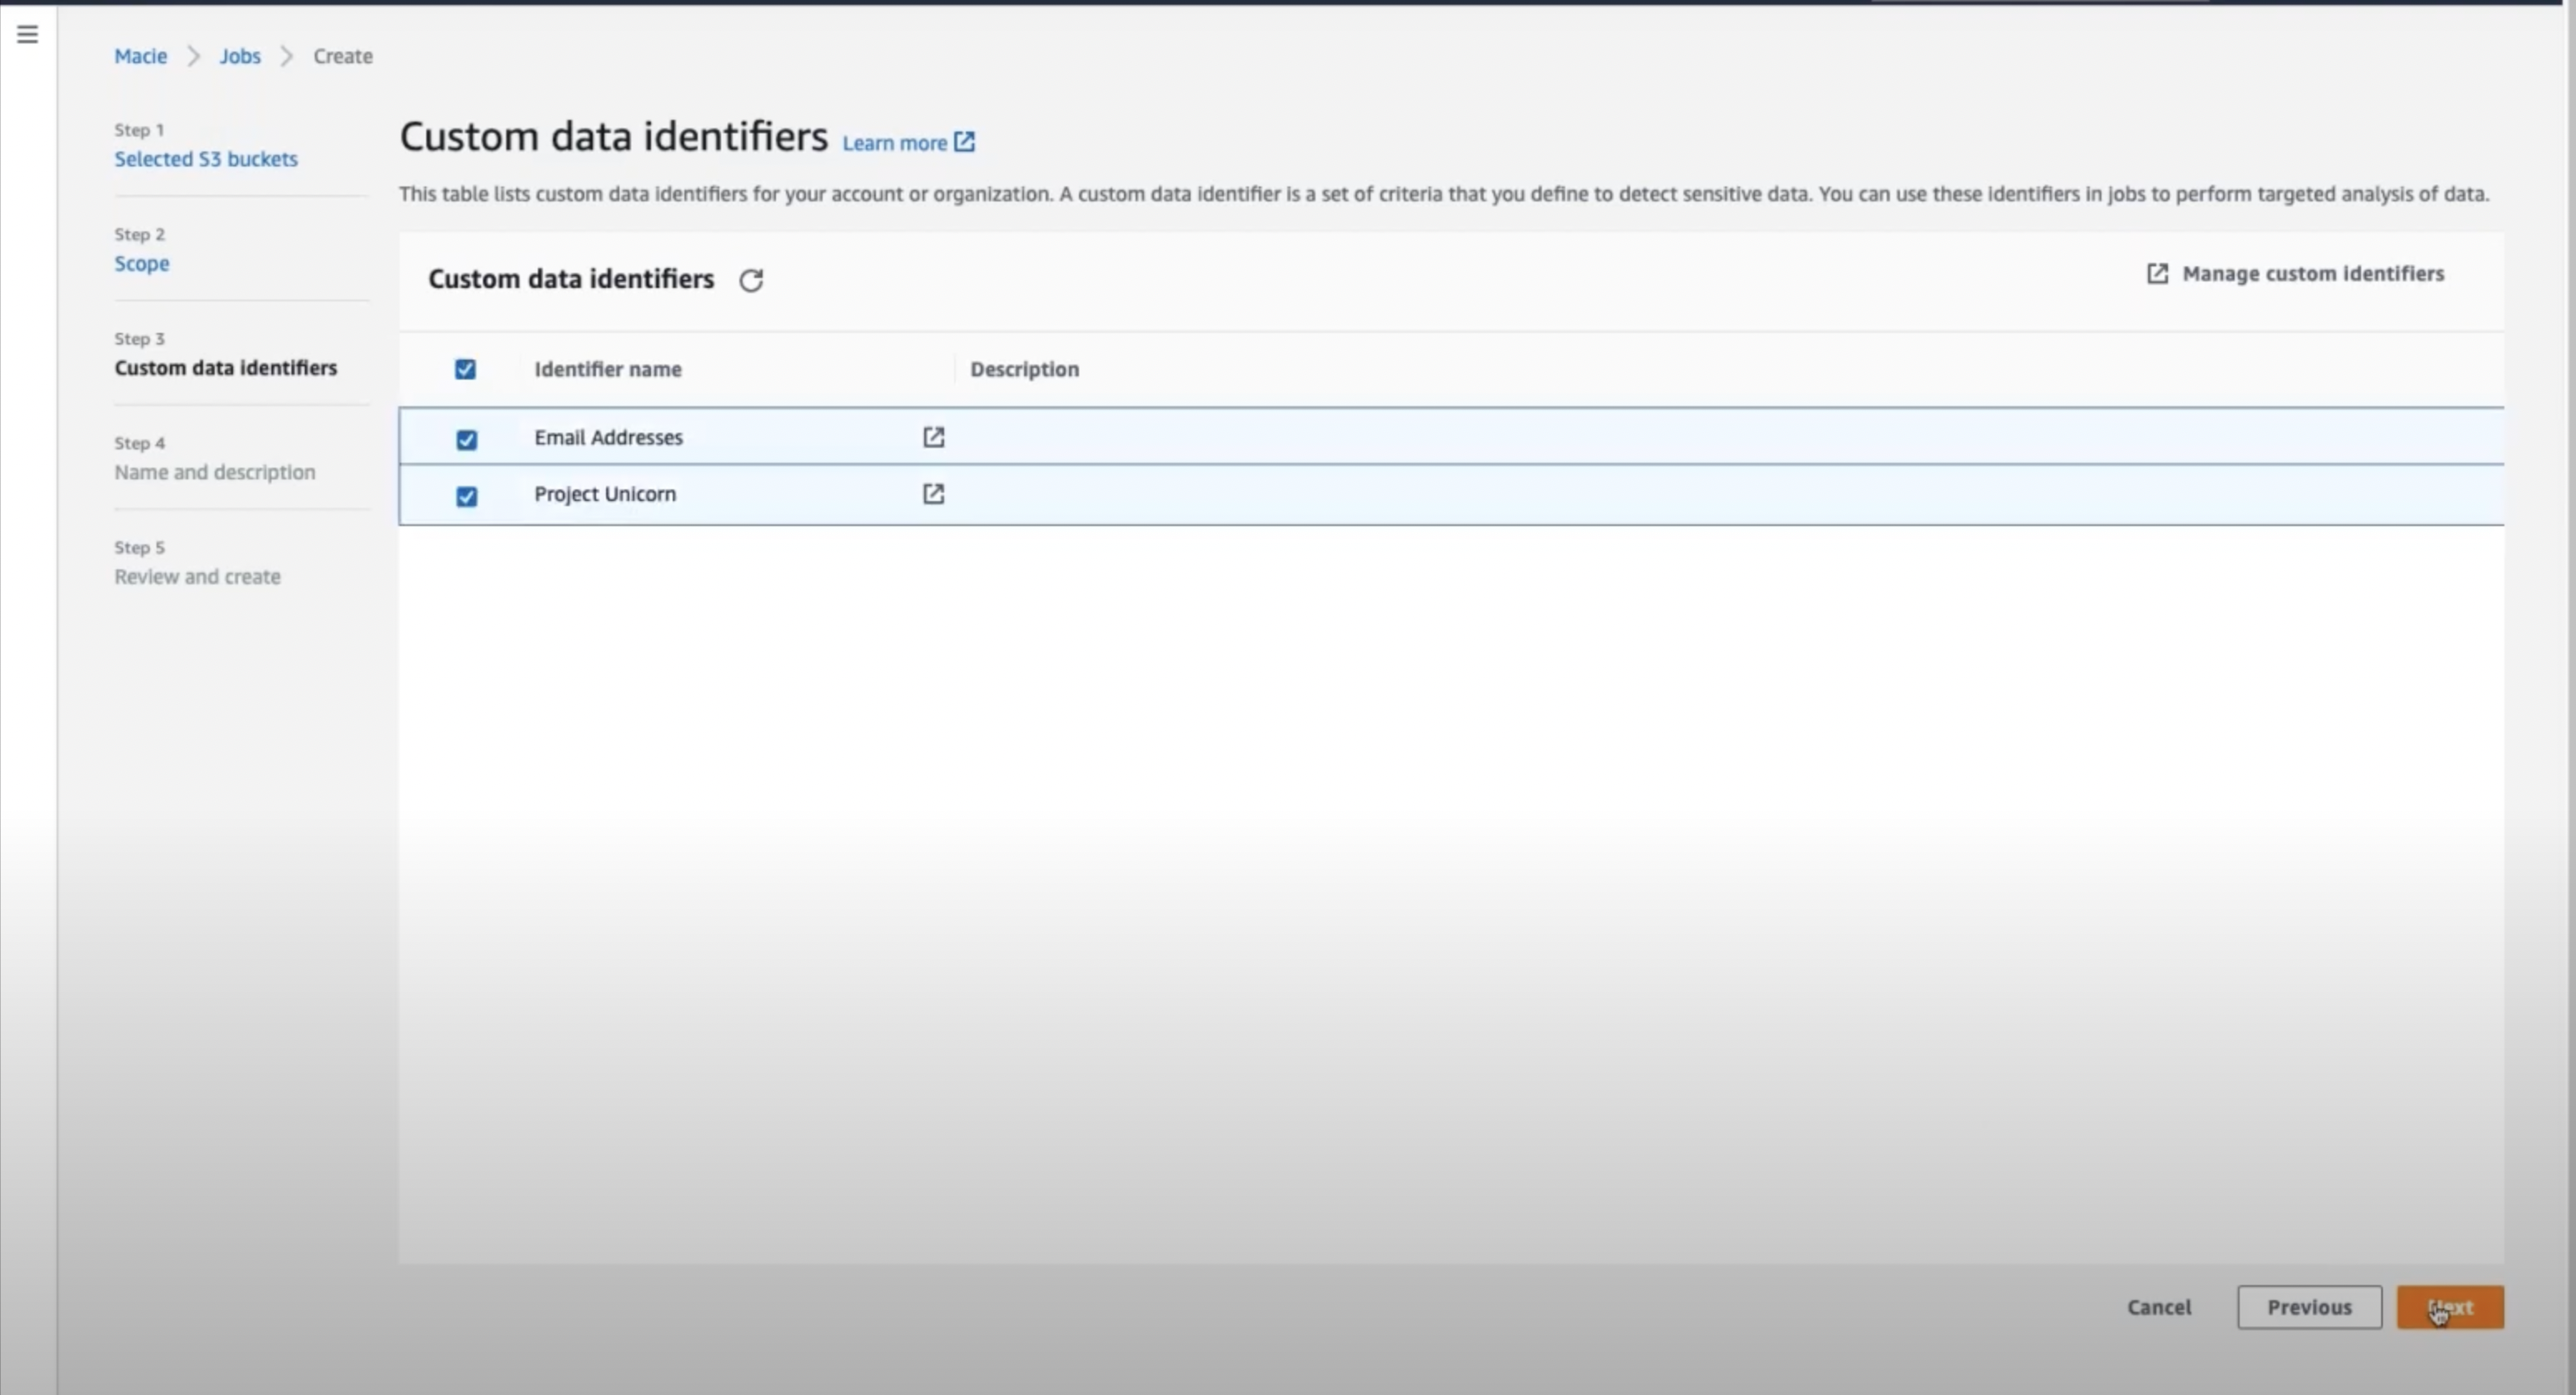 Macie > Jobs > Create
Step 1
Selected S3 buckets
Step 2
Scope
Step 3
Custom data identifiers
Step 4
Name and description
Step 5
Review and create
Custom data identifiers Learn more
This table lists custom data identifiers for your account or organization. A custom data identifier is a set of criteria that you define to detect sensitive data. You can use these identifiers in jobs to perform targeted analysis of data.
Custom data identifiers
Manage custom identifiers
Identifier name Description
Email Addresses
Project Unicorn
Cancel Previous Next